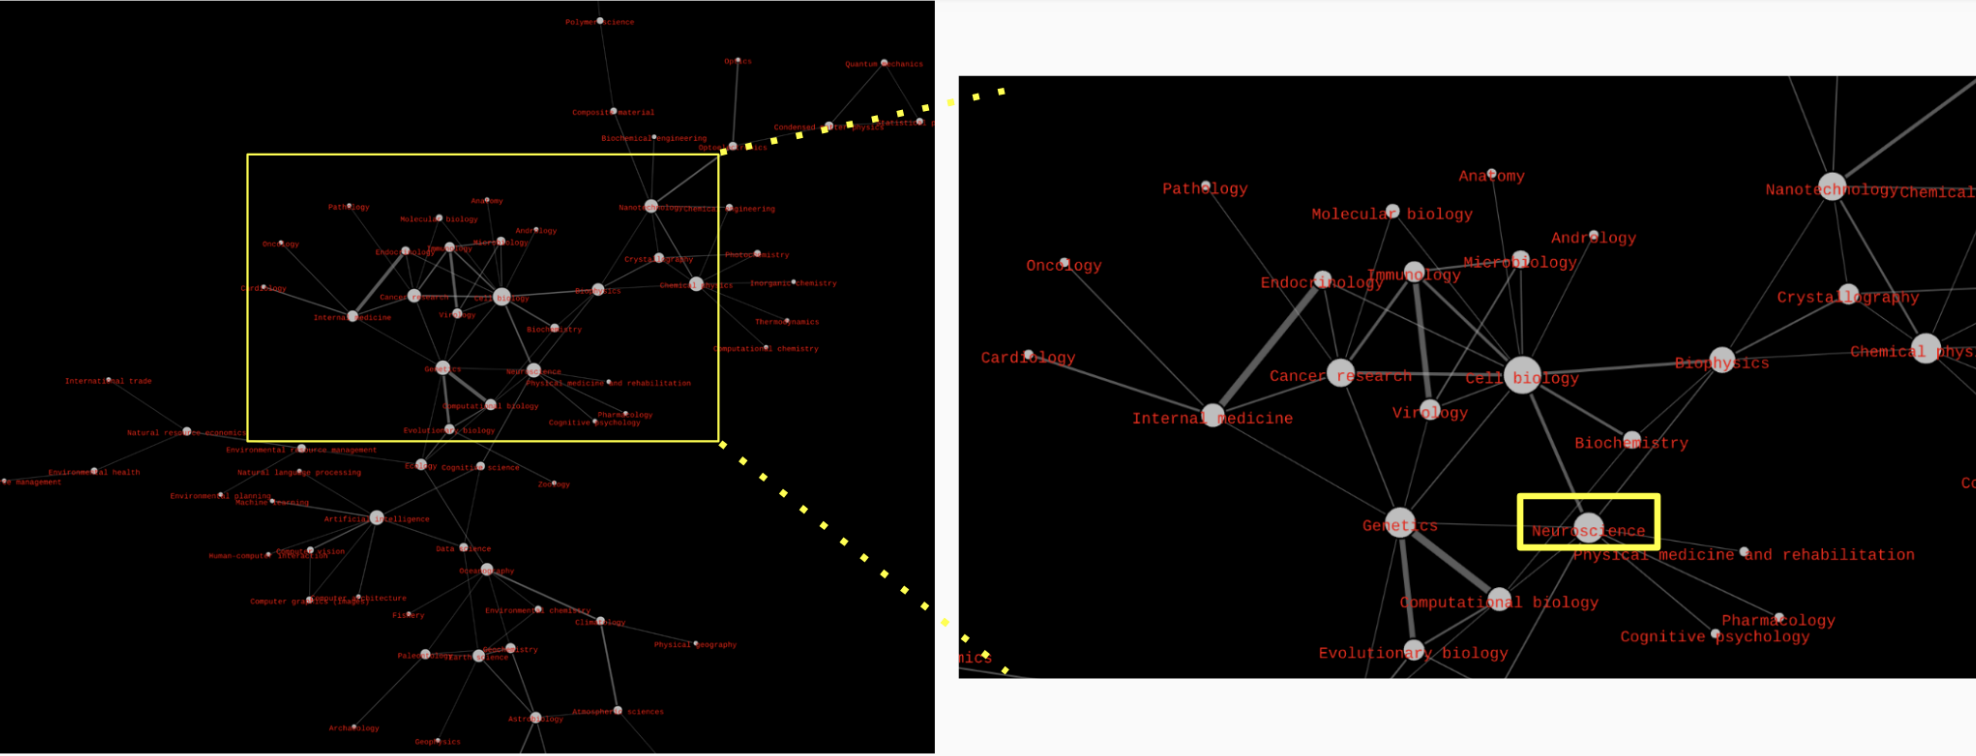 Polymer science
Optics
Quantum mechanics
Composite material
Condensed matter physics
Biochemical engineering
Optoelectronics
Pathology
Anatomy
Molecular biology
Nanotechnology
Chemical engineering
Andrology
Oncology
Endocrinology
Immunology
Microbiology
Crystallography
Photochemistry
Cardiology
Cancer research
Cell biology
Biophysics
Chemical physics
Inorganic chemistry
Internal medicine
Virology
Biochemistry
Thermodynamics
Computational chemistry
Genetics
Neuroscience
International trade
Physical medicine and rehabilitation
Computational biology
Pharmacology
Cognitive psychology
Natural resource economics
Evolutionary biology
Environmental resource management
Ecology
Cognitive science
Environmental health
Natural language processing
management
Zoology
Environmental planning
Machine learning
Artificial intelligence
Human-computer interaction
Computer vision
Data science
Oceanography
Computer graphics (images)
Computer architecture
Fishery
Environmental chemistry
Climatology
Physical geography
Paleontology
Earth science
Geochemistry
Astrobiology
Atmospheric sciences
Archaeology
Geophysics
Pathology
Anatomy
Nanotechnology
Chemical
Molecular biology
Andrology
Oncology
Endocrinology
Immunology
Microbiology
Crystallography
Cardiology
Cancer research
Cell biology
Biophysics
Chemical physi
Internal medicine
Virology
Biochemistry
Co
Genetics
Neuroscience
Physical medicine and rehabilitation
Computational biology
Pharmacology
Cognitive psychology
Evolutionary biology
mics